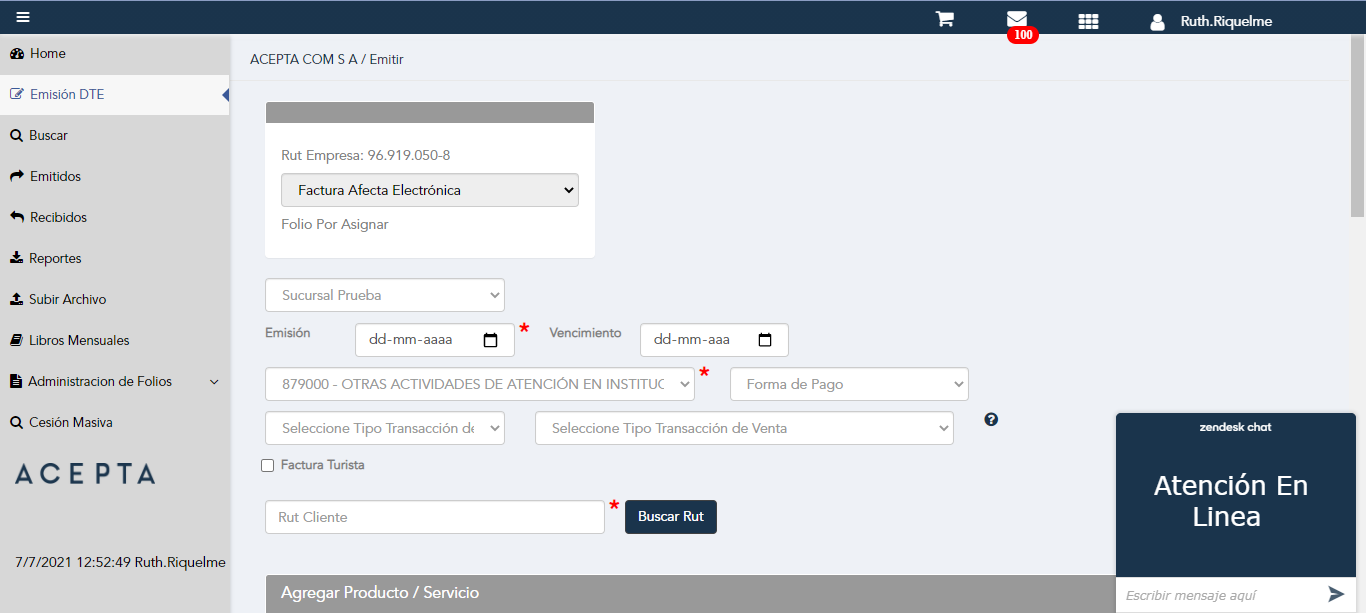 100
Ruth.Riquelme
Home
Emisión DTE
Buscar
Emitidos
Recibidos
Reportes
Subir Archivo
Libros Mensuales
Administracion de Folios
Cesión Masiva
ACEPTA
7/7/2021 12:52:49 Ruth.Riquelme
ACEPTA COM S A / Emitir
Rut Empresa: 96.919.050-8
Factura Afecta Electrónica
Folio Por Asignar
Sucursal Prueba
Emisión dd-mm-aaaa * Vencimiento dd-mm-aaa
879000 - OTRAS ACTIVIDADES DE ATENCIÓN EN INSTITUC * Forma de Pago
Seleccione Tipo Transacción de Seleccione Tipo Transacción de Venta ?
Factura Turista
Rut Cliente * Buscar Rut
Agregar Producto / Servicio
zendesk chat
Atención En
Linea
Escribir mensaje aquí